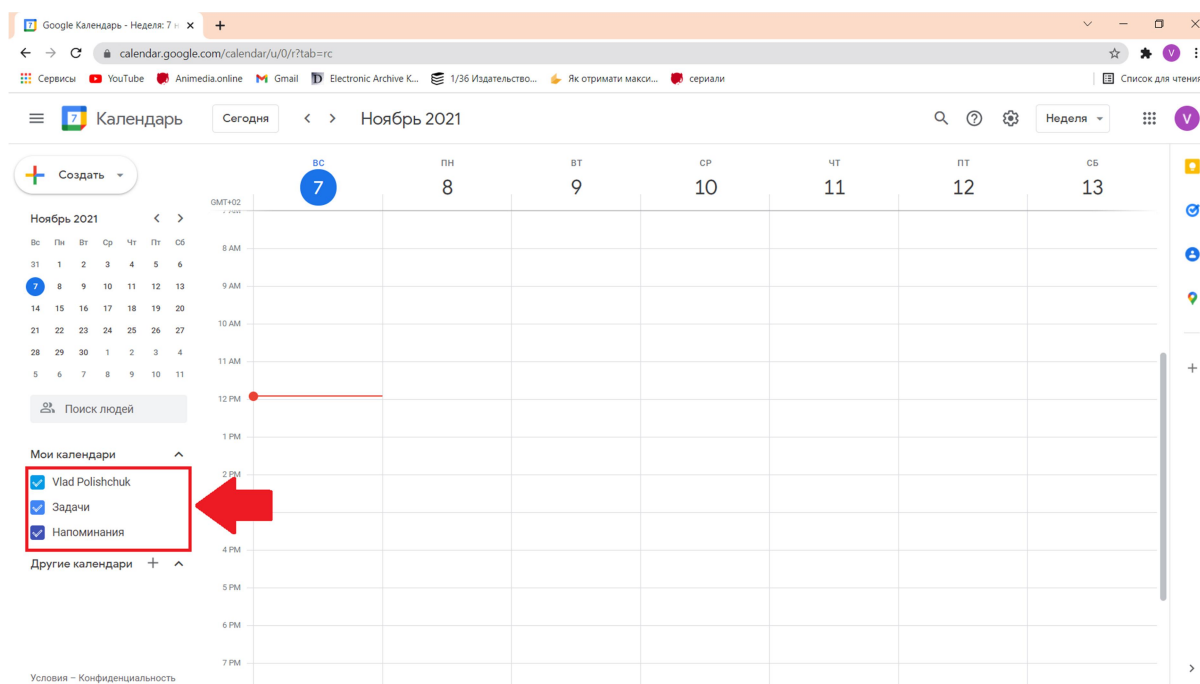 Google Календарь - Неделя: 7 н
calendar.google.com/calendar/u/0/r?tab=rc
Сервисы YouTube Animedia.online Gmail Electronic Archive K... 1/36 Издательство... Як отримати макси... сериали Список для чтения
7 Календарь Сегодня Ноябрь 2021 Неделя V
Создать
ВС ПН ВТ СР ЧТ ПТ СБ
7 8 9 10 11 12 13
GMT+02
Ноябрь 2021
Вс Пн Вт Ср Чт Пт Сб
31 1 2 3 4 5 6
7 8 9 10 11 12 13
14 15 16 17 18 19 20
21 22 23 24 25 26 27
28 29 30 1 2 3 4
5 6 7 8 9 10 11
Поиск людей
Мои календари
Vlad Polishchuk
Задачи
Напоминания
Другие календари
Условия – Конфиденциальность
8 AM
9 AM
10 AM
11 AM
12 PM
1 PM
2 PM
4 PM
5 PM
6 PM
7 PM